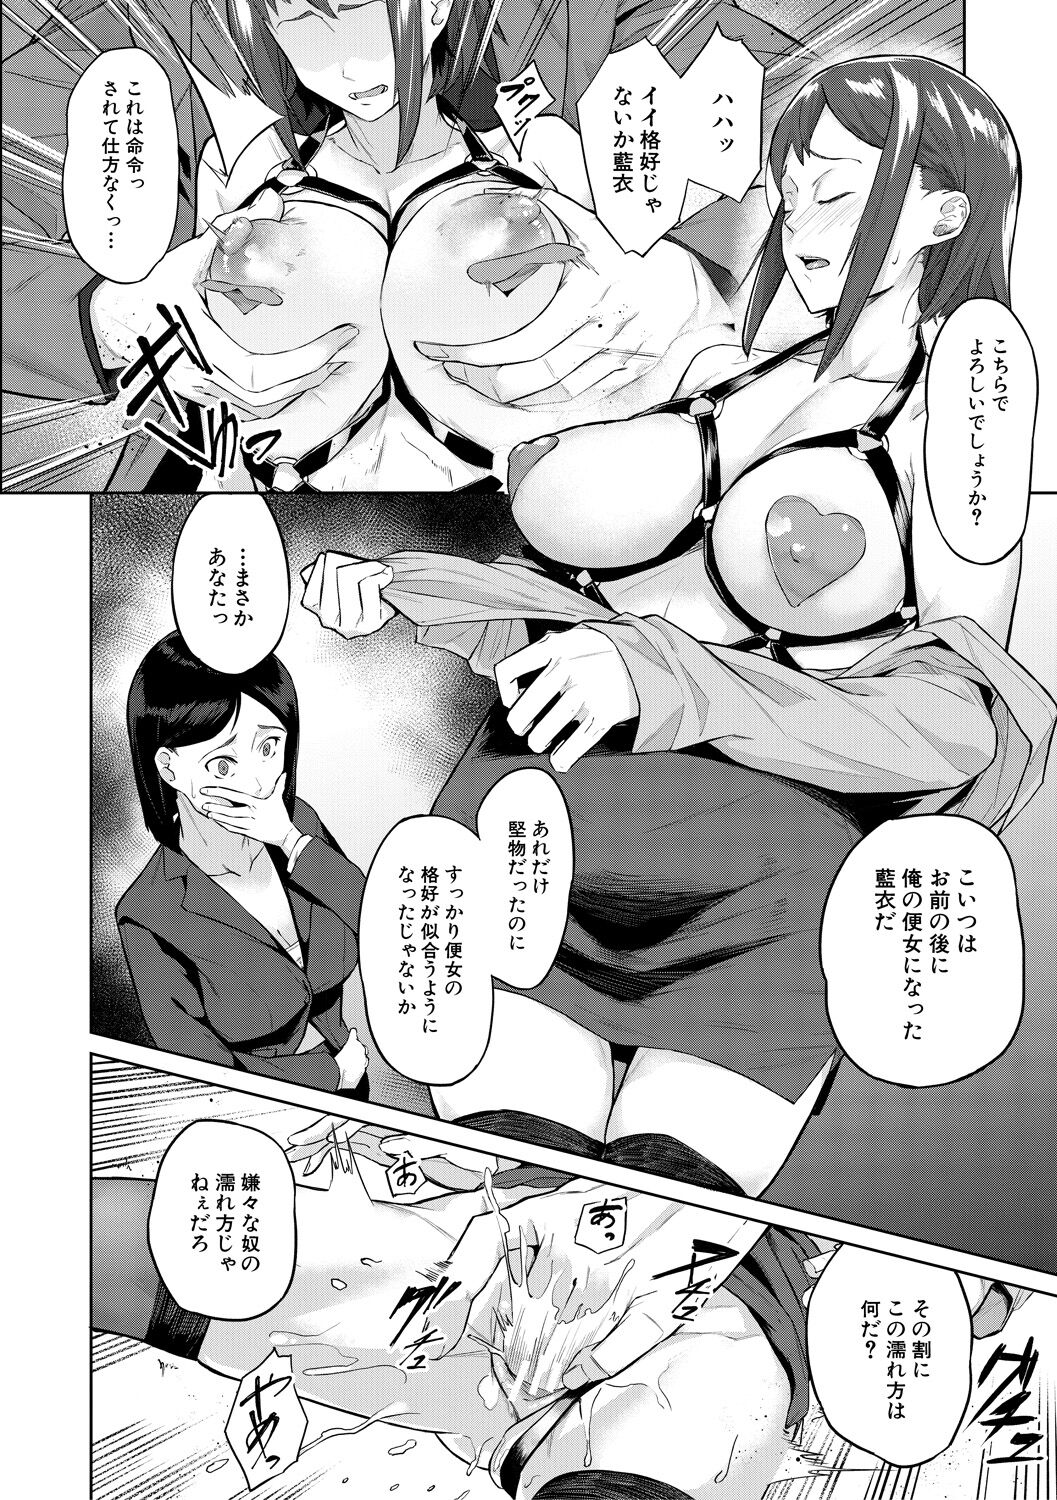 こちらで
よろしいでしょうか？
ハハッ
イイ格好じゃ
ないか藍衣
プクッ…
これは命令っ
されて仕方なくっ…
ぎゅっ
こいつは
お前の後に
俺の便女になった
藍衣だ
あれだけ
堅物だったのに
すっかり便女の
格好が似合うように
なったじゃないか
…まさか
あなたっ
その割に
この濡れ方は
何だ？
グチュ
あっ
グチュ
あっ
嫌々な奴の
濡れ方じゃ
ねぇだろ
やめっ